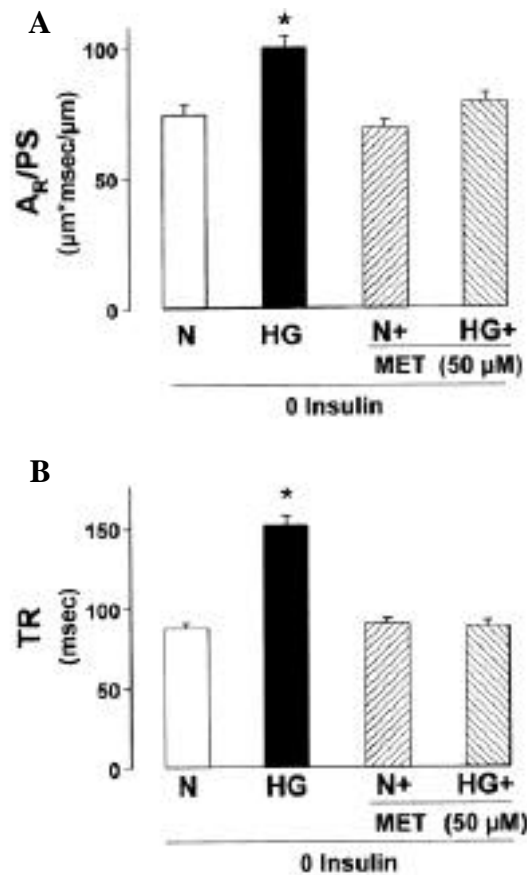 A
*
100
50
0
A_R/PS
(µm*msec/µm)
N HG N+ HG+
MET (50 µM)
0 Insulin
B
*
150
100
50
0
TR
(msec)
N HG N+ HG+
MET (50 µM)
0 Insulin